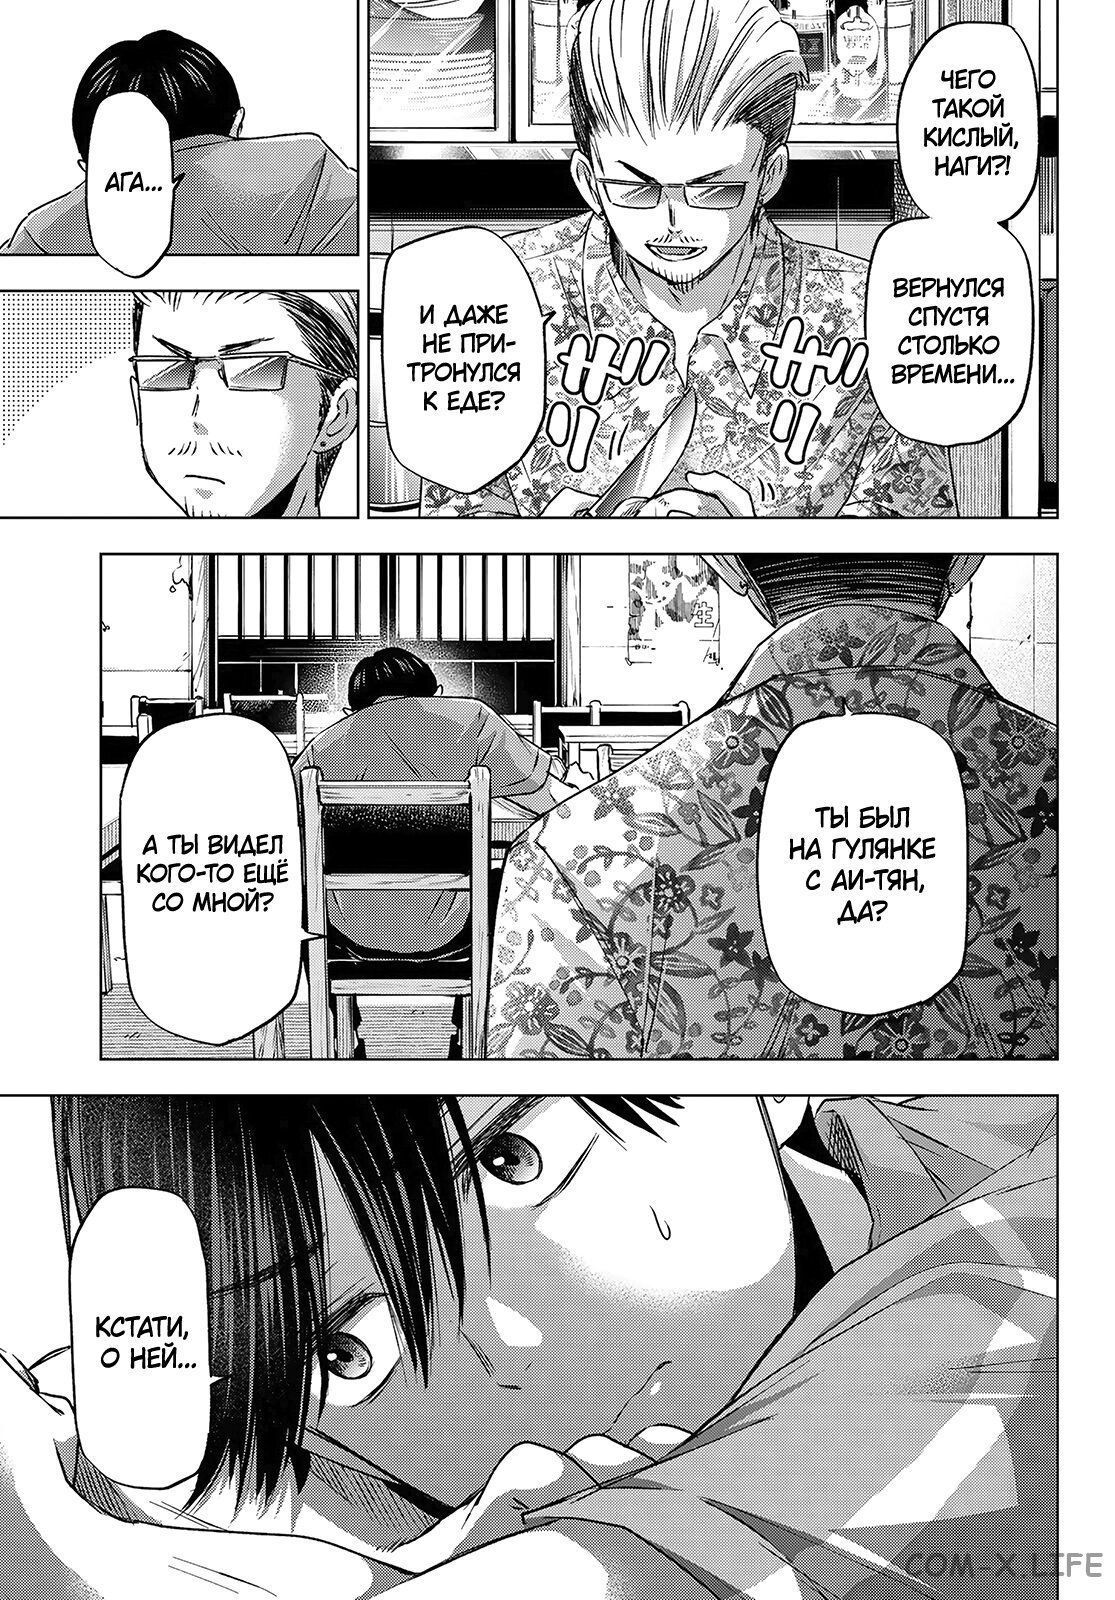 ЧЕГО
ТАКОЙ
КИСЛЫЙ,
НАГИ?!
ВЕРНУЛСЯ
СПУСТЯ
СТОЛЬКО
ВРЕМЕНИ...
И ДАЖЕ
НЕ ПРИ-
ТРОНУЛСЯ
К ЕДЕ?
АГА...
ТЫ БЫЛ
НА ГУЛЯНКЕ
С АИ-ТЯН,
ДА?
А ТЫ ВИДЕЛ
КОГО-ТО ЕЩЁ
СО МНОЙ?
生
КСТАТИ,
О НЕЙ...
COM-X.LIFE